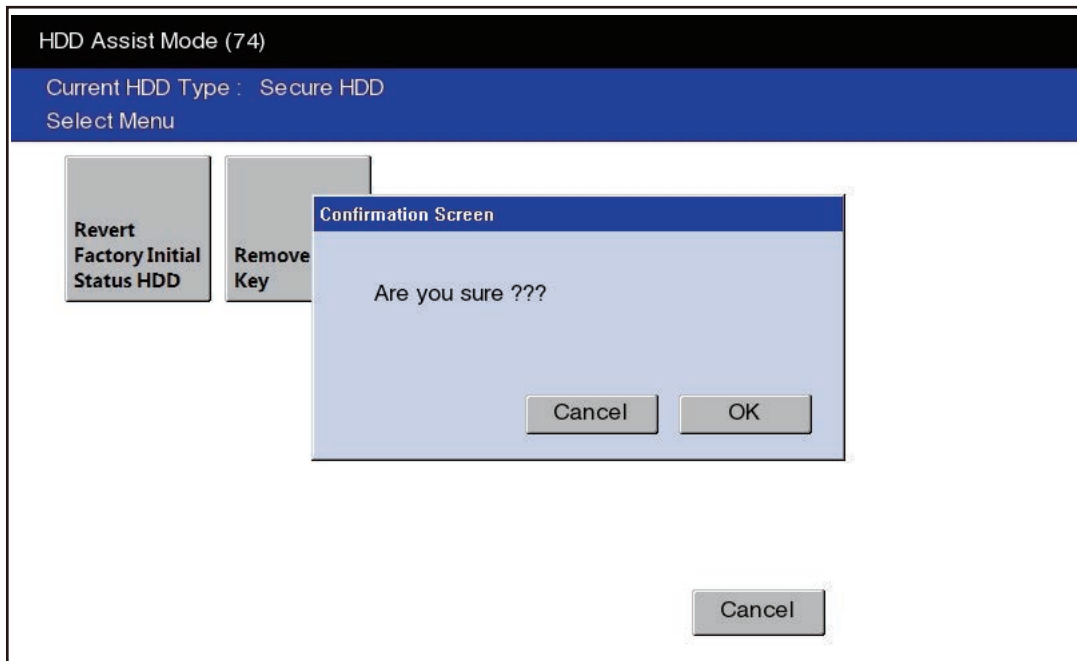 HDD Assist Mode (74)
Current HDD Type : Secure HDD
Select Menu
Revert
Factory Initial
Status HDD
Remove
Key
Confirmation Screen
Are you sure ???
Cancel
OK
Cancel